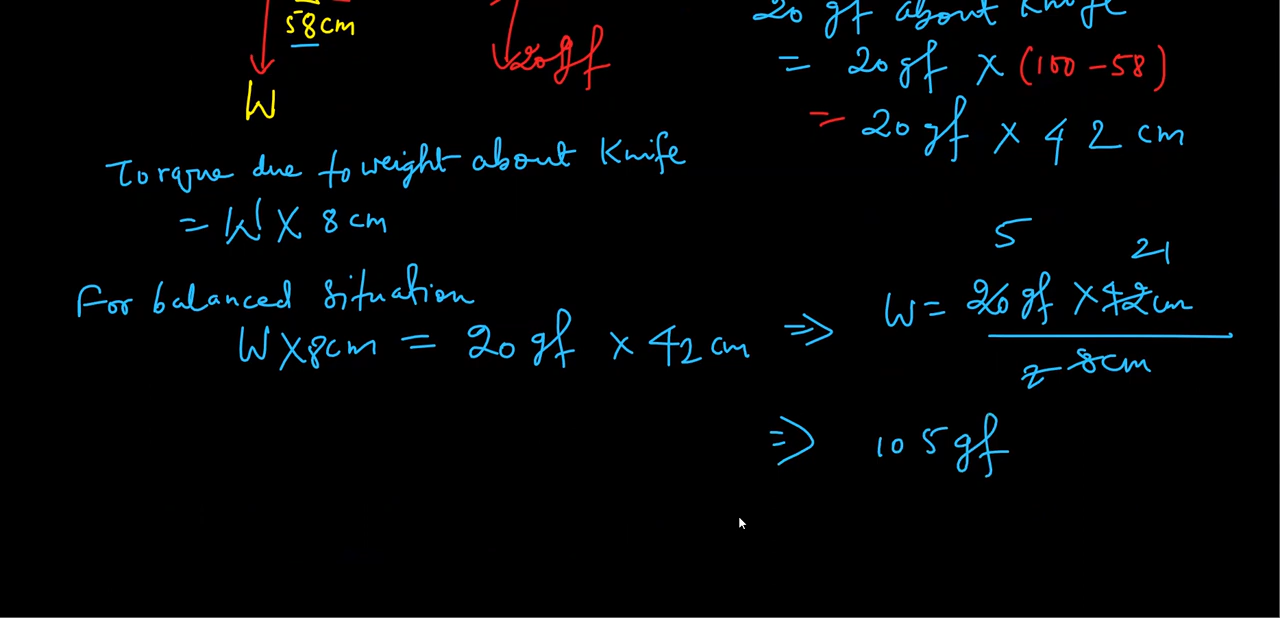 58cm
20gf
W
20 gf about Knife
= 20gf × (100 - 58)
= 20 gf × 42 cm
Torque due to weight about Knife
= W X 8 cm
For balanced Situation
W X 8cm = 20 gf × 42 cm ⇒
5 21
W = 20 gf × 42 cm
2 8cm
⇒ 105 gf